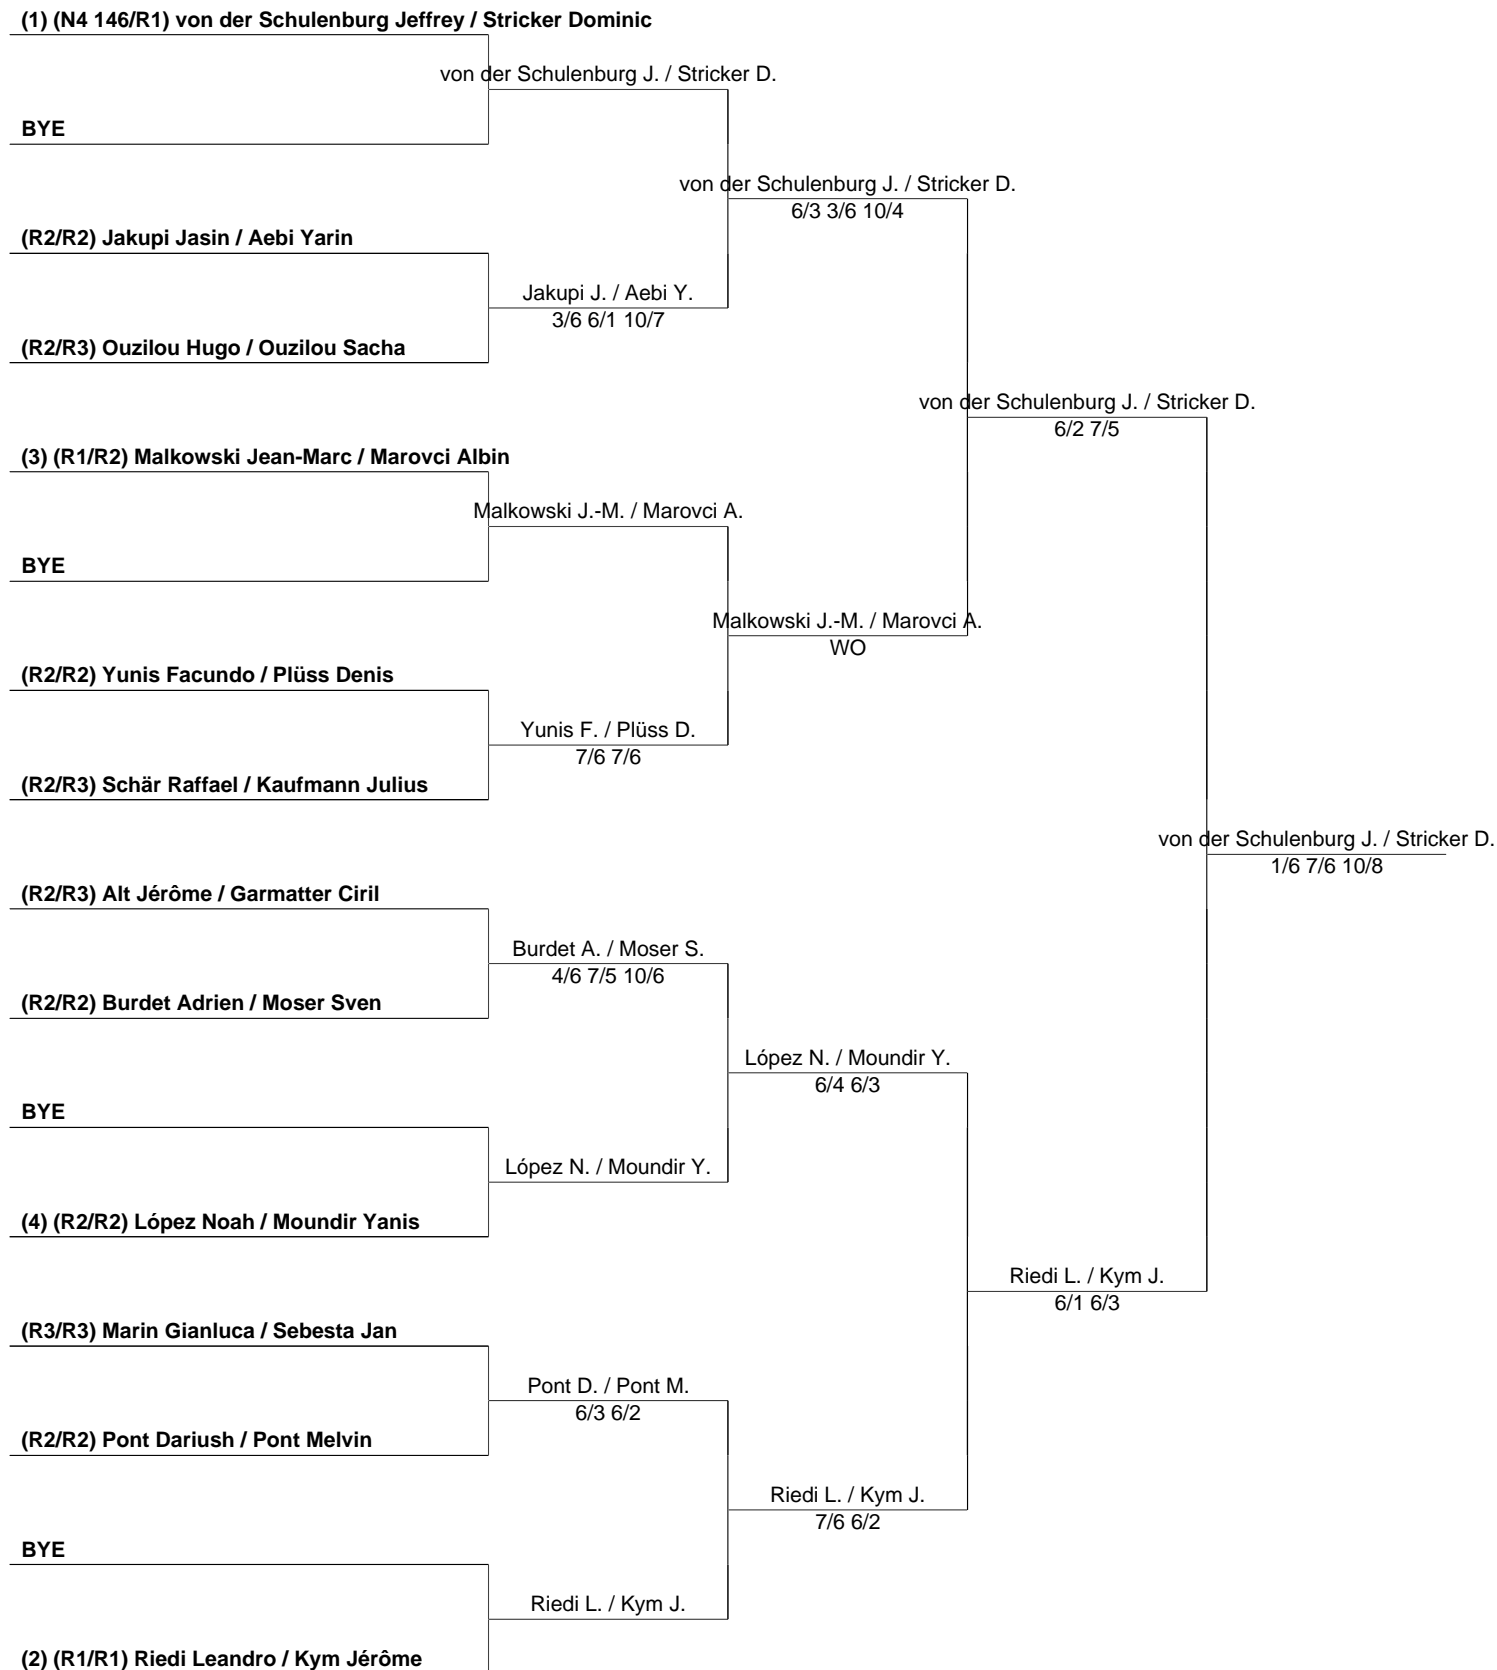 (1) (N4 146/R1) von der Schulenburg Jeffrey / Stricker Dominic
von der Schulenburg J. / Stricker D.
BYE
von der Schulenburg J. / Stricker D.
6/3 3/6 10/4
(R2/R2) Jakupi Jasin / Aebi Yarin
Jakupi J. / Aebi Y.
3/6 6/1 10/7
(R2/R3) Ouzilou Hugo / Ouzilou Sacha
von der Schulenburg J. / Stricker D.
6/2 7/5
(3) (R1/R2) Malkowski Jean-Marc / Marovci Albin
Malkowski J.-M. / Marovci A.
BYE
Malkowski J.-M. / Marovci A.
WO
(R2/R2) Yunis Facundo / Plüss Denis
Yunis F. / Plüss D.
7/6 7/6
(R2/R3) Schär Raffael / Kaufmann Julius
von der Schulenburg J. / Stricker D.
1/6 7/6 10/8
(R2/R3) Alt Jérôme / Garmatter Ciril
Burdet A. / Moser S.
4/6 7/5 10/6
(R2/R2) Burdet Adrien / Moser Sven
López N. / Moundir Y.
6/4 6/3
BYE
López N. / Moundir Y.
(4) (R2/R2) López Noah / Moundir Yanis
Riedi L. / Kym J.
6/1 6/3
(R3/R3) Marin Gianluca / Sebesta Jan
Pont D. / Pont M.
6/3 6/2
(R2/R2) Pont Dariush / Pont Melvin
Riedi L. / Kym J.
7/6 6/2
BYE
Riedi L. / Kym J.
(2) (R1/R1) Riedi Leandro / Kym Jérôme